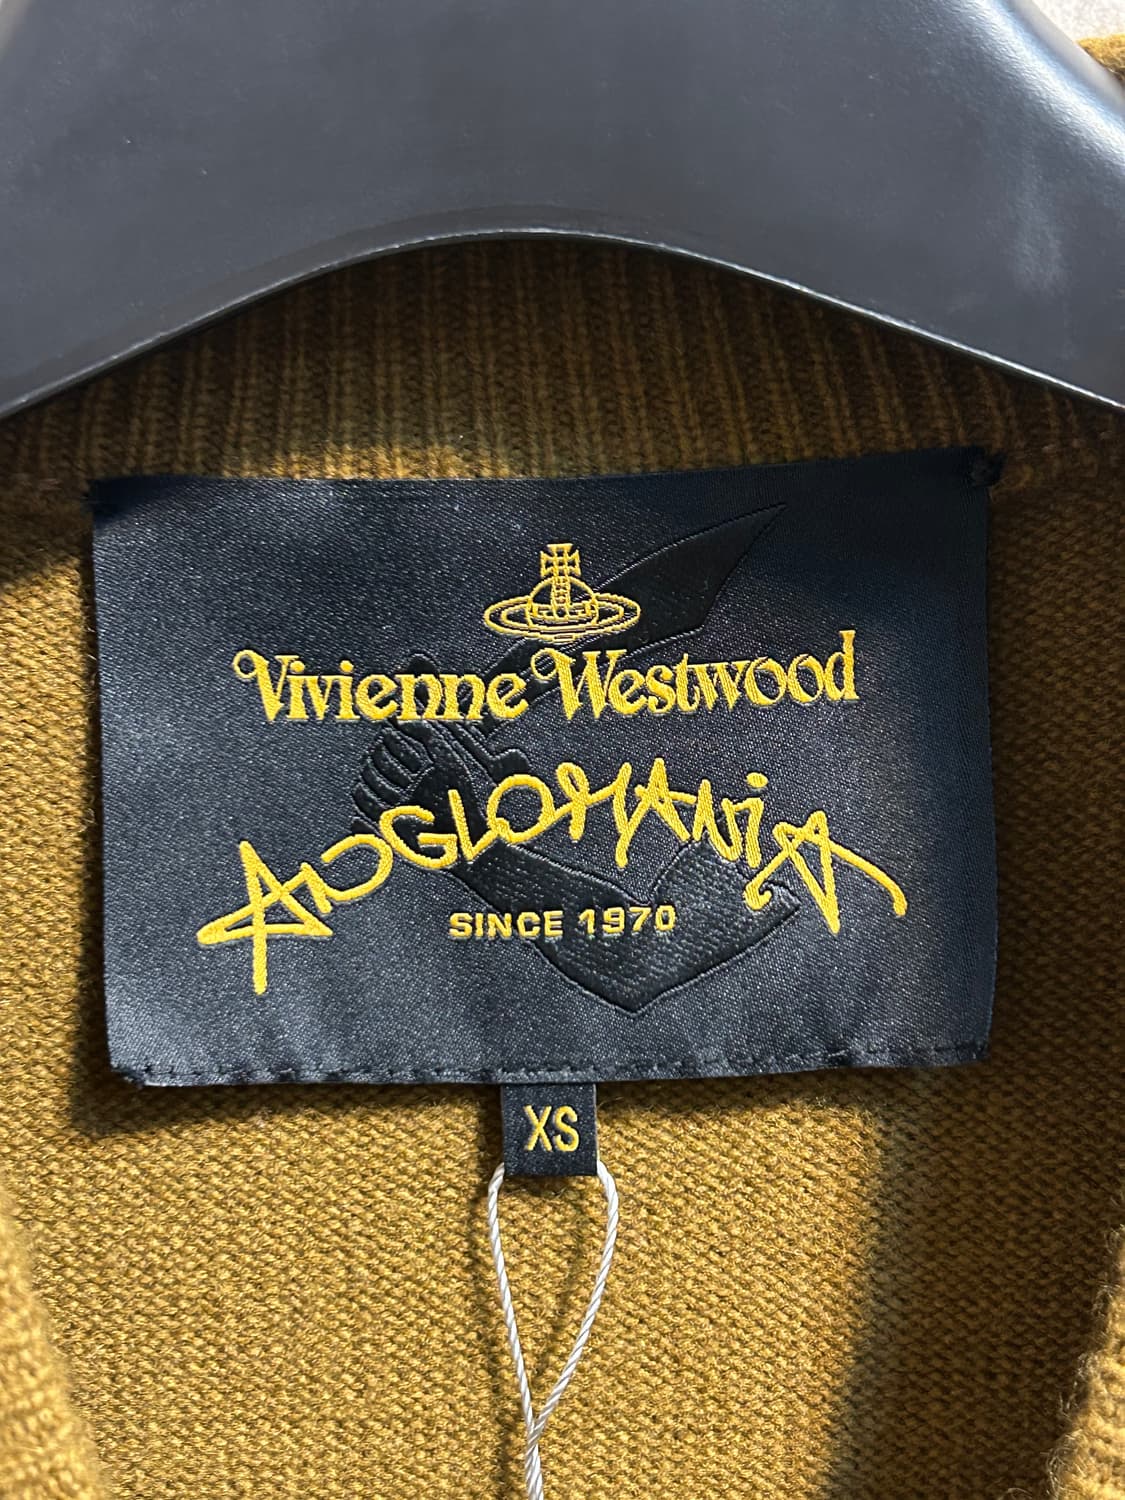 Vivienne Westwood
ANGLOMANiA
SINCE 1970
XS